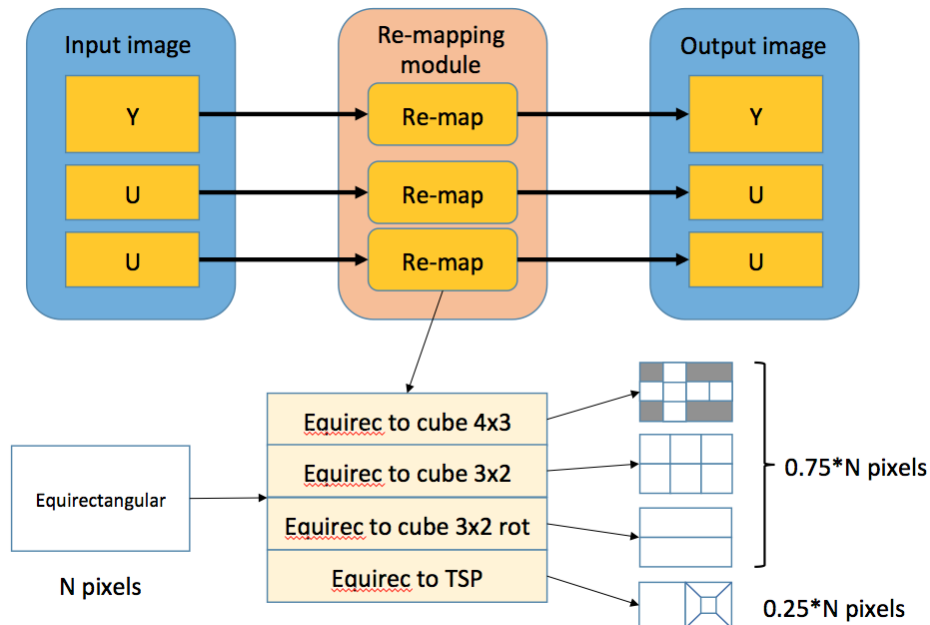 Input image
Re-mapping
module
Output image
Y
Re-map
Y
U
Re-map
U
U
Re-map
U
Equirec to cube 4x3
Equirec to cube 3x2
Equirec to cube 3x2 rot
Equirec to TSP
Equirectangular
N pixels
0.75*N pixels
0.25*N pixels